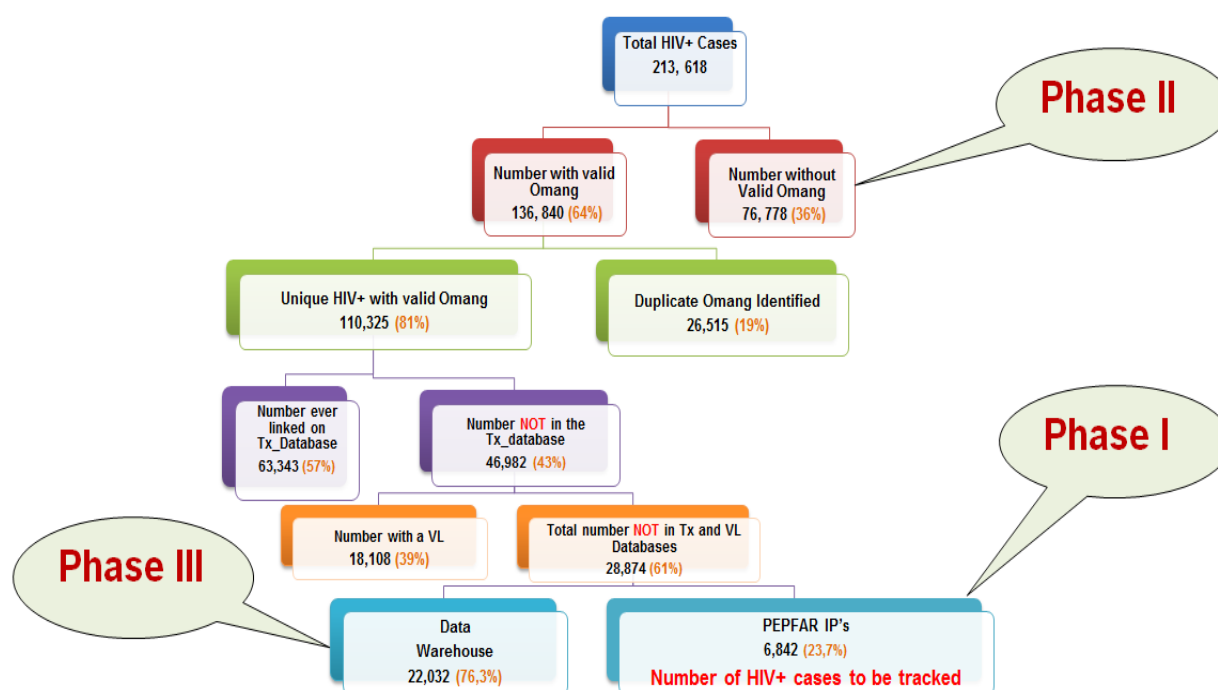 Total HIV+ Cases
213, 618
Phase II
Number with valid
Omang
136, 840 (64%)
Number without
Valid Omang
76, 778 (36%)
Unique HIV+ with valid Omang
110,325 (81%)
Duplicate Omang Identified
26,515 (19%)
Number ever
linked on
Tx_Database
63,343 (57%)
Number NOT in the
Tx_database
46,982 (43%)
Phase I
Number with a VL
18,108 (39%)
Total number NOT in Tx and VL
Databases
28,874 (61%)
Phase III
Data
Warehouse
22,032 (76,3%)
PEPFAR IP's
6,842 (23,7%)
Number of HIV+ cases to be tracked